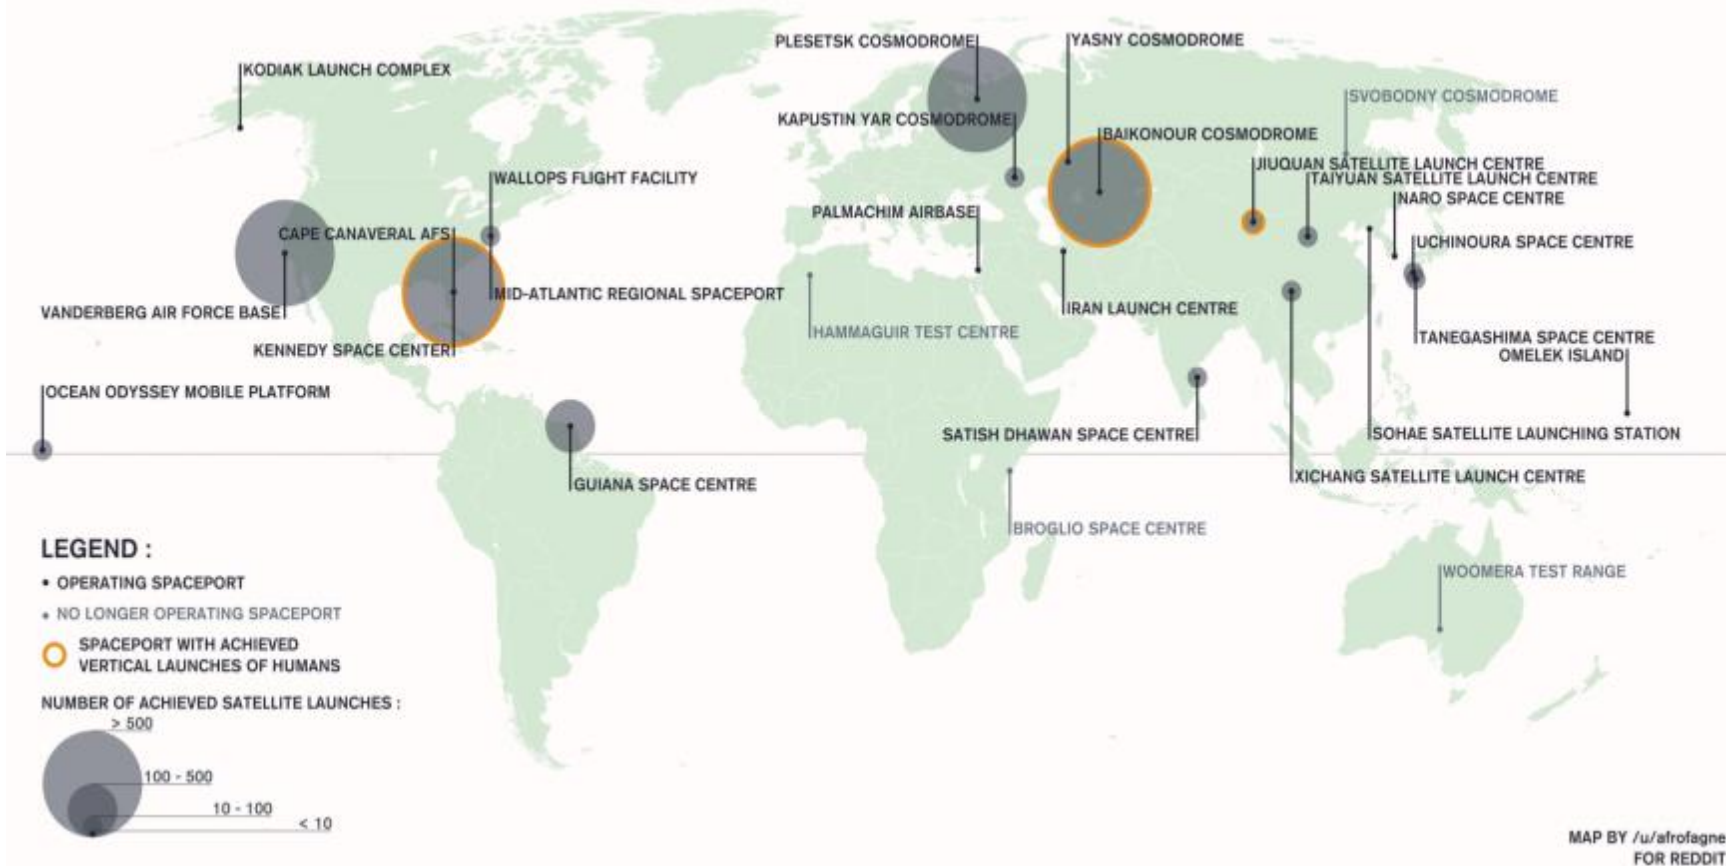 PLESETSK COSMODROME
YASNY COSMODROME
KODIAK LAUNCH COMPLEX
SVOBODNY COSMODROME
KAPUSTIN YAR COSMODROME
BAIKONOUR COSMODROME
JIUQUAN SATELLITE LAUNCH CENTRE
WALLOPS FLIGHT FACILITY
TAIYUAN SATELLITE LAUNCH CENTRE
NARO SPACE CENTRE
PALMACHIM AIRBASE
CAPE CANAVERAL AFS
UCHINOURA SPACE CENTRE
MID-ATLANTIC REGIONAL SPACEPORT
VANDERBERG AIR FORCE BASE
IRAN LAUNCH CENTRE
HAMMAGUIR TEST CENTRE
TANEGASHIMA SPACE CENTRE
KENNEDY SPACE CENTER
OMELEK ISLAND
OCEAN ODYSSEY MOBILE PLATFORM
SATISH DHAWAN SPACE CENTRE
SOHAE SATELLITE LAUNCHING STATION
XICHANG SATELLITE LAUNCH CENTRE
GUIANA SPACE CENTRE
BROGLIO SPACE CENTRE
WOOMERA TEST RANGE
LEGEND :
OPERATING SPACEPORT
NO LONGER OPERATING SPACEPORT
SPACEPORT WITH ACHIEVED
VERTICAL LAUNCHES OF HUMANS
NUMBER OF ACHIEVED SATELLITE LAUNCHES :
> 500
100 - 500
10 - 100
< 10
MAP BY /u/afrofagne
FOR REDDIT